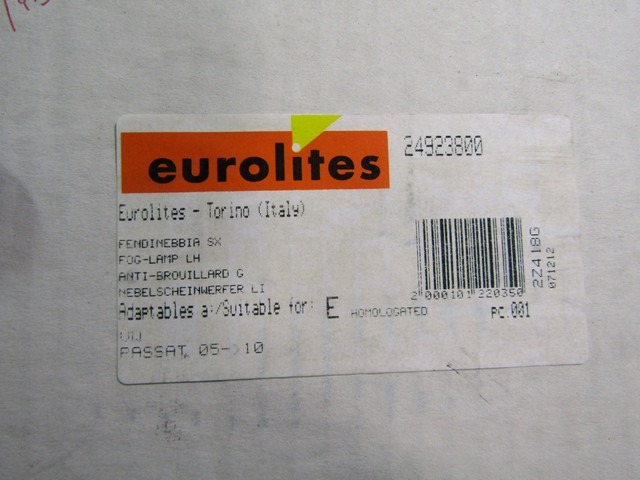 eurolites
24923800
Eurolites - Torino (Italy)
FENDINEBBIA SX
FOG-LAMP LH
ANTI-BROUILLARD G
NEBELSCHEINWERFER LI
Adaptables a:/Suitable for: E HOMOLOGATED
VW
PASSAT 05->10
2 000101 220350
PC.001
2Z418G
071212